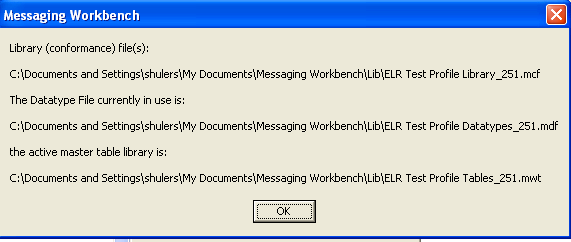 Messaging Workbench
Library (conformance) file(s):
C:\Documents and Settings\shulers\My Documents\Messaging Workbench\Lib\ELR Test Profile Library_251.mcf
The Datatype File currently in use is:
C:\Documents and Settings\shulers\My Documents\Messaging Workbench\Lib\ELR Test Profile Datatypes_251.mdf
the active master table library is:
C:\Documents and Settings\shulers\My Documents\Messaging Workbench\Lib\ELR Test Profile Tables_251.mwt
OK